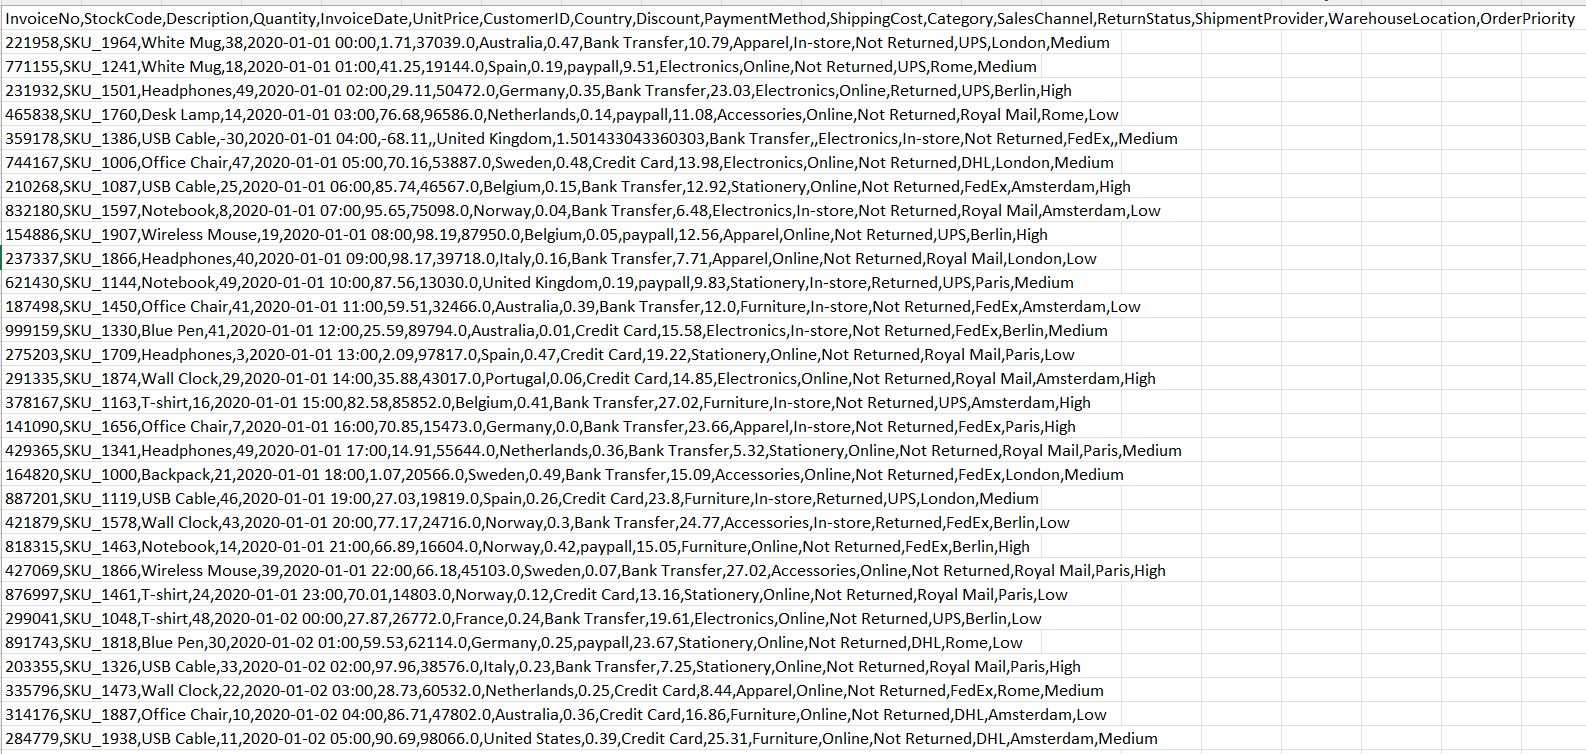 InvoiceNo,StockCode,Description,Quantity,InvoiceDate,UnitPrice,CustomerID,Country,Discount,PaymentMethod,ShippingCost,Category,SalesChannel,ReturnStatus,ShipmentProvider,WarehouseLocation,OrderPriority
221958,SKU_1964,White Mug,38,2020-01-01 00:00,1.71,37039.0,Australia,0.47,Bank Transfer,10.79,Apparel,In-store,Not Returned,UPS,London,Medium
771155,SKU_1241,White Mug,18,2020-01-01 01:00,41.25,19144.0,Spain,0.19,paypall,9.51,Electronics,Online,Not Returned,UPS,Rome,Medium
231932,SKU_1501,Headphones,49,2020-01-01 02:00,29.11,50472.0,Germany,0.35,Bank Transfer,23.03,Electronics,Online,Returned,UPS,Berlin,High
465838,SKU_1760,Desk Lamp,14,2020-01-01 03:00,76.68,96586.0,Netherlands,0.14,paypall,11.08,Accessories,Online,Not Returned,Royal Mail,Rome,Low
359178,SKU_1386,USB Cable,-30,2020-01-01 04:00,-68.11,,United Kingdom,1.501433043360303,Bank Transfer,,Electronics,In-store,Not Returned,FedEx,,Medium
744167,SKU_1006,Office Chair,47,2020-01-01 05:00,70.16,53887.0,Sweden,0.48,Credit Card,13.98,Electronics,Online,Not Returned,DHL,London,Medium
210268,SKU_1087,USB Cable,25,2020-01-01 06:00,85.74,46567.0,Belgium,0.15,Bank Transfer,12.92,Stationery,Online,Not Returned,FedEx,Amsterdam,High
832180,SKU_1597,Notebook,8,2020-01-01 07:00,95.65,75098.0,Norway,0.04,Bank Transfer,6.48,Electronics,In-store,Not Returned,Royal Mail,Amsterdam,Low
154886,SKU_1907,Wireless Mouse,19,2020-01-01 08:00,98.19,87950.0,Belgium,0.05,paypall,12.56,Apparel,Online,Not Returned,UPS,Berlin,High
237337,SKU_1866,Headphones,40,2020-01-01 09:00,98.17,39718.0,Italy,0.16,Bank Transfer,7.71,Apparel,Online,Not Returned,Royal Mail,London,Low
621430,SKU_1144,Notebook,49,2020-01-01 10:00,87.56,13030.0,United Kingdom,0.19,paypall,9.83,Stationery,In-store,Returned,UPS,Paris,Medium
187498,SKU_1450,Office Chair,41,2020-01-01 11:00,59.51,32466.0,Australia,0.39,Bank Transfer,12.0,Furniture,In-store,Not Returned,FedEx,Amsterdam,Low
999159,SKU_1330,Blue Pen,41,2020-01-01 12:00,25.59,89794.0,Australia,0.01,Credit Card,15.58,Electronics,In-store,Not Returned,FedEx,Berlin,Medium
275203,SKU_1709,Headphones,3,2020-01-01 13:00,2.09,97817.0,Spain,0.47,Credit Card,19.22,Stationery,Online,Not Returned,Royal Mail,Paris,Low
291335,SKU_1874,Wall Clock,29,2020-01-01 14:00,35.88,43017.0,Portugal,0.06,Credit Card,14.85,Electronics,Online,Not Returned,Royal Mail,Amsterdam,High
378167,SKU_1163,T-shirt,16,2020-01-01 15:00,82.58,85852.0,Belgium,0.41,Bank Transfer,27.02,Furniture,In-store,Not Returned,UPS,Amsterdam,High
141090,SKU_1656,Office Chair,7,2020-01-01 16:00,70.85,15473.0,Germany,0.0,Bank Transfer,23.66,Apparel,In-store,Not Returned,FedEx,Paris,High
429365,SKU_1341,Headphones,49,2020-01-01 17:00,14.91,55644.0,Netherlands,0.36,Bank Transfer,5.32,Stationery,Online,Not Returned,Royal Mail,Paris,Medium
164820,SKU_1000,Backpack,21,2020-01-01 18:00,1.07,20566.0,Sweden,0.49,Bank Transfer,15.09,Accessories,Online,Not Returned,FedEx,London,Medium
887201,SKU_1119,USB Cable,46,2020-01-01 19:00,27.03,19819.0,Spain,0.26,Credit Card,23.8,Furniture,In-store,Returned,UPS,London,Medium
421879,SKU_1578,Wall Clock,43,2020-01-01 20:00,77.17,24716.0,Norway,0.3,Bank Transfer,24.77,Accessories,In-store,Returned,FedEx,Berlin,Low
818315,SKU_1463,Notebook,14,2020-01-01 21:00,66.89,16604.0,Norway,0.42,paypall,15.05,Furniture,Online,Not Returned,FedEx,Berlin,High
427069,SKU_1866,Wireless Mouse,39,2020-01-01 22:00,66.18,45103.0,Sweden,0.07,Bank Transfer,27.02,Accessories,Online,Not Returned,Royal Mail,Paris,High
876997,SKU_1461,T-shirt,24,2020-01-01 23:00,70.01,14803.0,Norway,0.12,Credit Card,13.16,Stationery,Online,Not Returned,Royal Mail,Paris,Low
299041,SKU_1048,T-shirt,48,2020-01-02 00:00,27.87,26772.0,France,0.24,Bank Transfer,19.61,Electronics,Online,Not Returned,UPS,Berlin,Low
891743,SKU_1818,Blue Pen,30,2020-01-02 01:00,59.53,62114.0,Germany,0.25,paypall,23.67,Stationery,Online,Not Returned,DHL,Rome,Low
203355,SKU_1326,USB Cable,33,2020-01-02 02:00,97.96,38576.0,Italy,0.23,Bank Transfer,7.25,Stationery,Online,Not Returned,Royal Mail,Paris,High
335796,SKU_1473,Wall Clock,22,2020-01-02 03:00,28.73,60532.0,Netherlands,0.25,Credit Card,8.44,Apparel,Online,Not Returned,FedEx,Rome,Medium
314176,SKU_1887,Office Chair,10,2020-01-02 04:00,86.71,47802.0,Australia,0.36,Credit Card,16.86,Furniture,Online,Not Returned,DHL,Amsterdam,Low
284779,SKU_1938,USB Cable,11,2020-01-02 05:00,90.69,98066.0,United States,0.39,Credit Card,25.31,Furniture,Online,Not Returned,DHL,Amsterdam,Medium